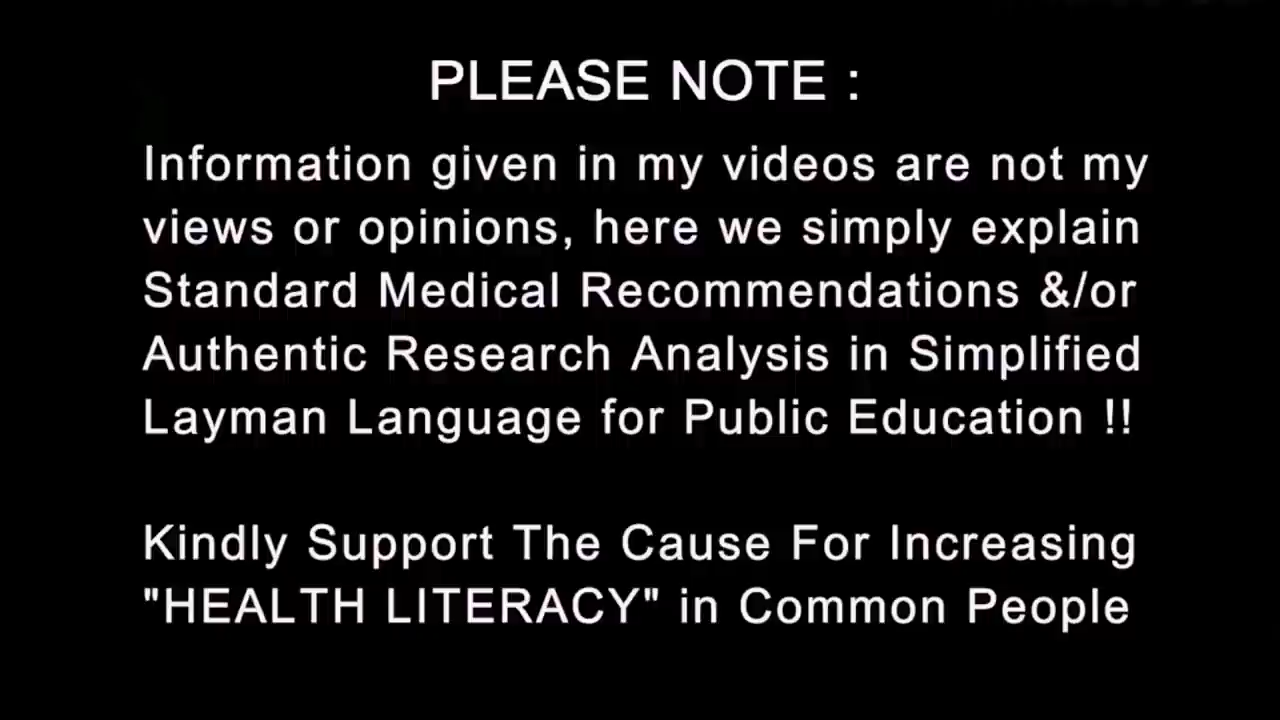 PLEASE NOTE :
Information given in my videos are not my
views or opinions, here we simply explain
Standard Medical Recommendations &/or
Authentic Research Analysis in Simplified
Layman Language for Public Education !!
Kindly Support The Cause For Increasing
"HEALTH LITERACY" in Common People